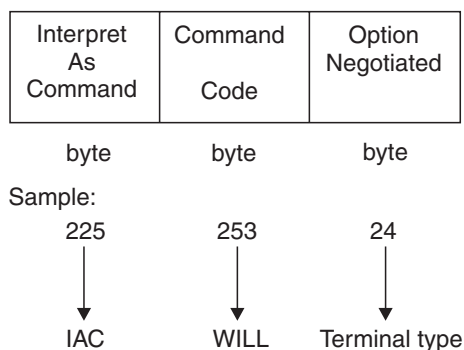 Interpret
As
Command
Command
Code
Option
Negotiated
byte byte byte
Sample:
225 253 24
IAC WILL Terminal type